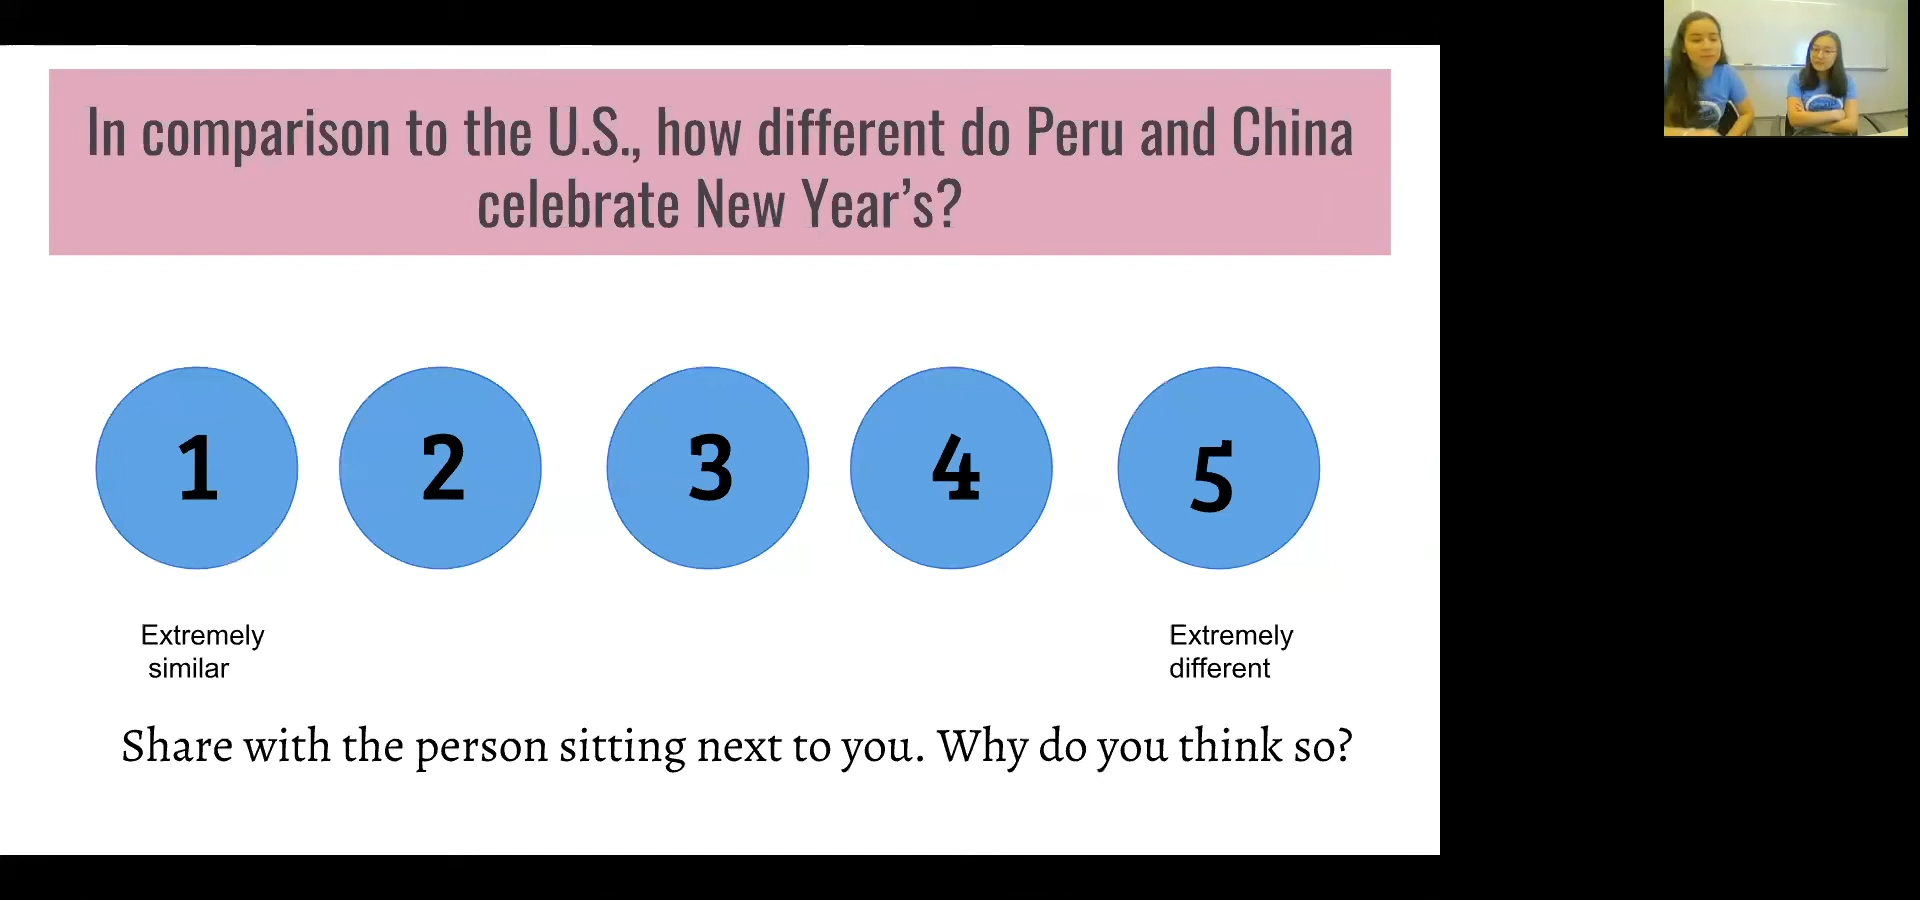 In comparison to the U.S., how different do Peru and China
celebrate New Year’s?
1 2 3 4 5
Extremely
similar
Extremely
different
Share with the person sitting next to you. Why do you think so?